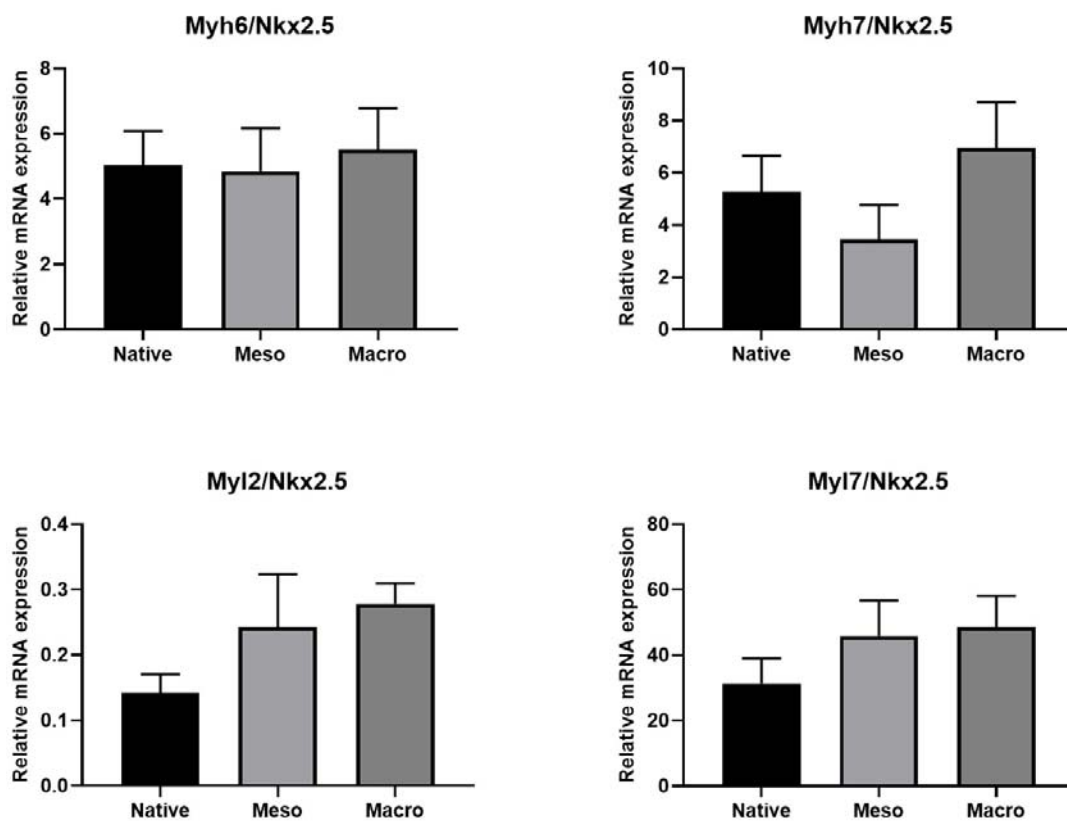 Myh6/Nkx2.5
Relative mRNA expression
8
6
4
2
0
Native Meso Macro
Myh7/Nkx2.5
Relative mRNA expression
10
8
6
4
2
0
Native Meso Macro
Myl2/Nkx2.5
Relative mRNA expression
0.4
0.3
0.2
0.1
0.0
Native Meso Macro
Myl7/Nkx2.5
Relative mRNA expression
80
60
40
20
0
Native Meso Macro